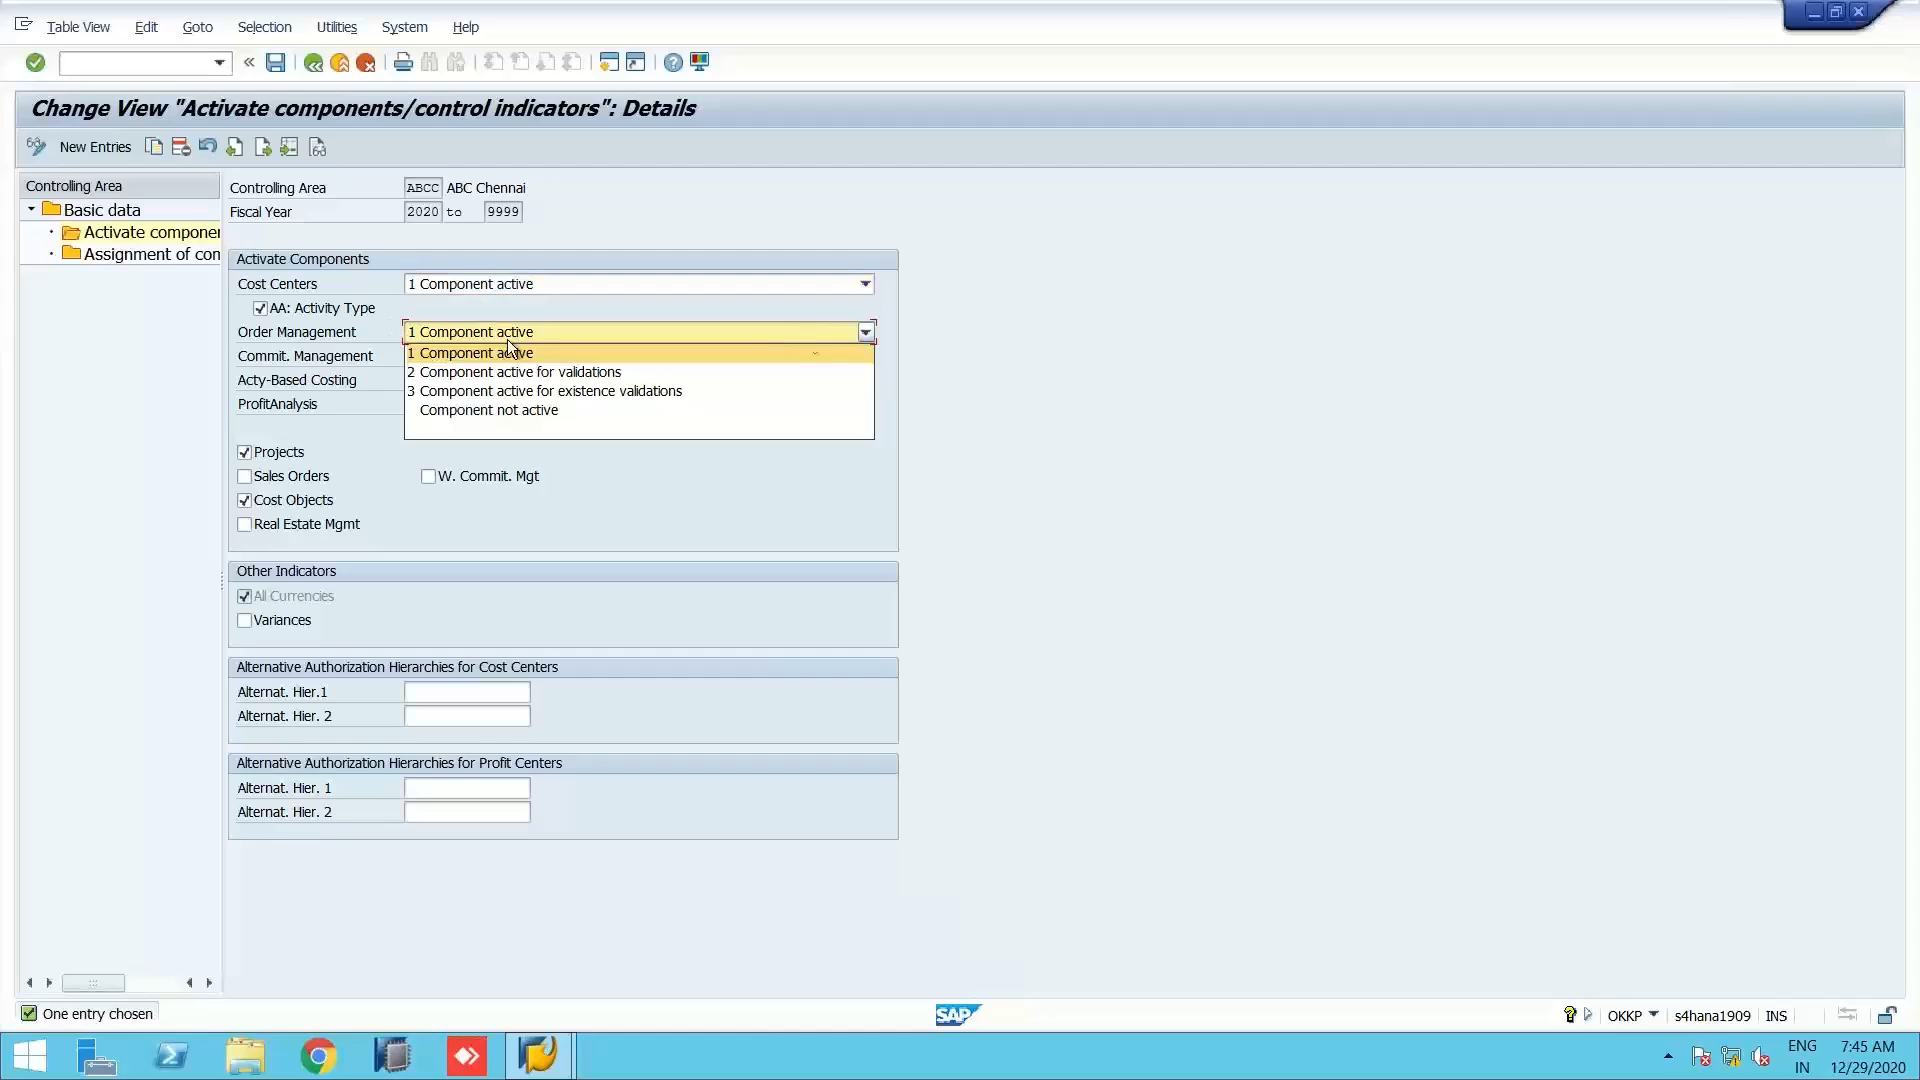 Table View Edit Goto Selection Utilities System Help
Change View "Activate components/control indicators": Details
New Entries
Controlling Area
Basic data
Activate componer
Assignment of con
Controlling Area ABCC ABC Chennai
Fiscal Year 2020 to 9999
Activate Components
Cost Centers 1 Component active
AA: Activity Type
Order Management 1 Component active
1 Component active
2 Component active for validations
3 Component active for existence validations
Component not active
Commit. Management
Acty-Based Costing
ProfitAnalysis
Projects
Sales Orders W. Commit. Mgt
Cost Objects
Real Estate Mgmt
Other Indicators
All Currencies
Variances
Alternative Authorization Hierarchies for Cost Centers
Alternat. Hier.1
Alternat. Hier. 2
Alternative Authorization Hierarchies for Profit Centers
Alternat. Hier. 1
Alternat. Hier. 2
One entry chosen
SAP
OKKP s4hana1909 INS
ENG 7:45 AM
IN 12/29/2020